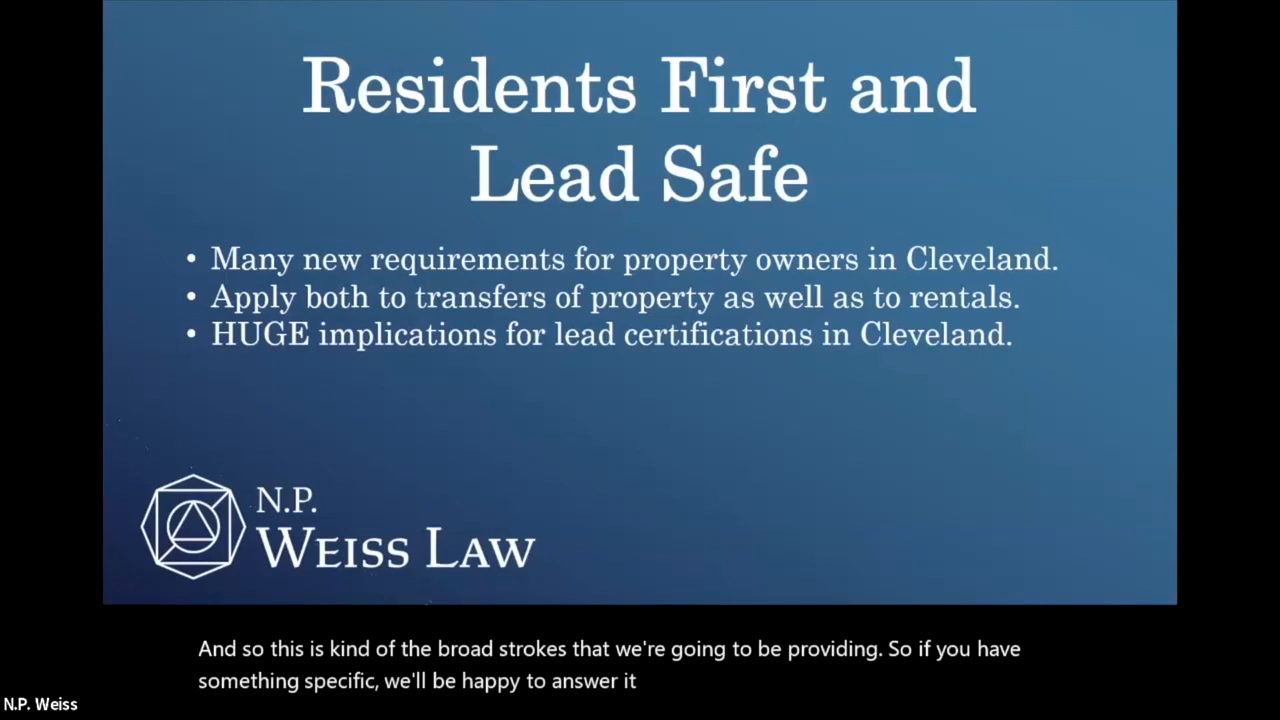 Residents First and
Lead Safe
• Many new requirements for property owners in Cleveland.
• Apply both to transfers of property as well as to rentals.
• HUGE implications for lead certifications in Cleveland.
N.P.
WEISS LAW
And so this is kind of the broad strokes that we're going to be providing. So if you have
something specific, we'll be happy to answer it
N.P. Weiss